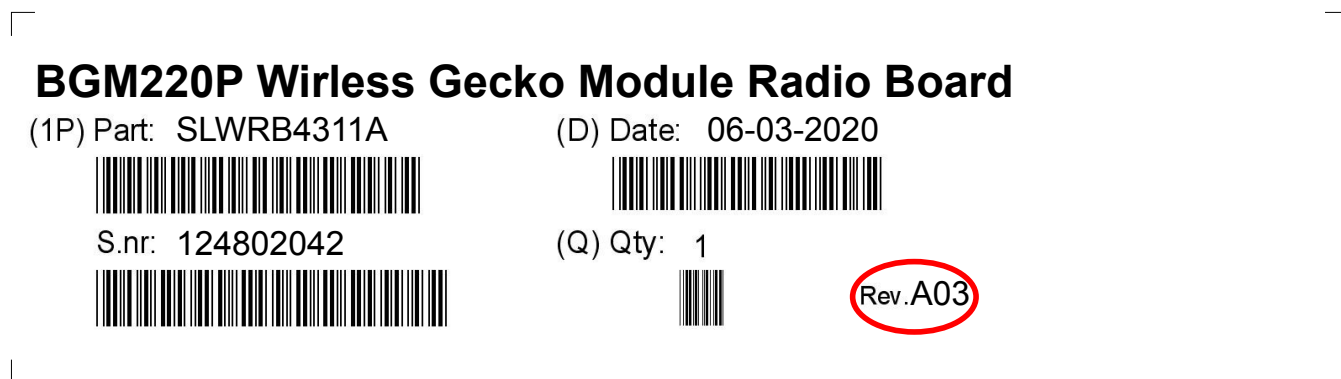 BGM220P Wirless Gecko Module Radio Board
(1P) Part: SLWRB4311A (D) Date: 06-03-2020
S.nr: 124802042 (Q) Qty: 1
Rev.A03